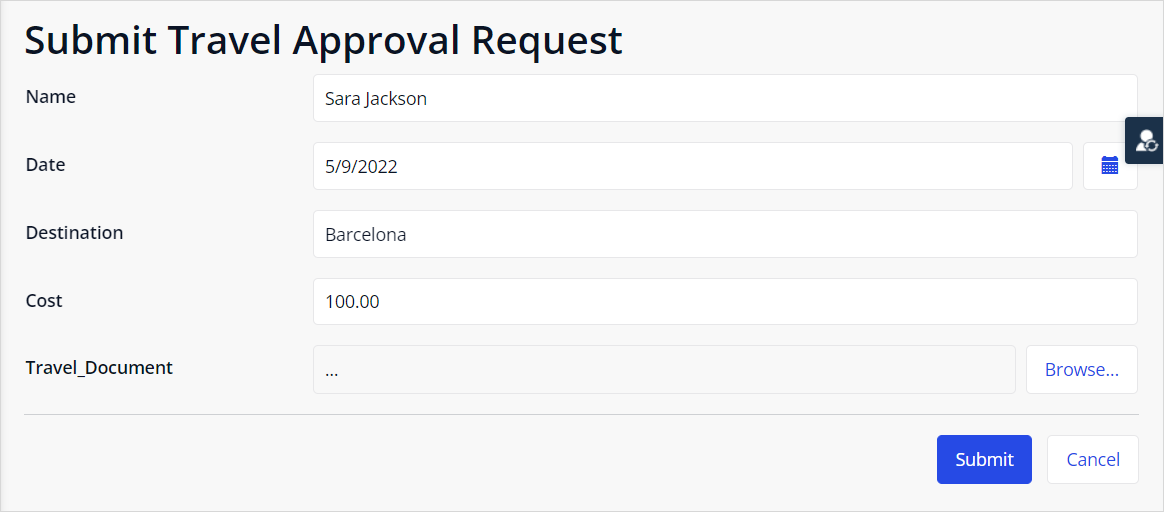 Submit Travel Approval Request
Name
Sara Jackson
Date
5/9/2022
Destination
Barcelona
Cost
100.00
Travel_Document
...
Browse...
Submit
Cancel